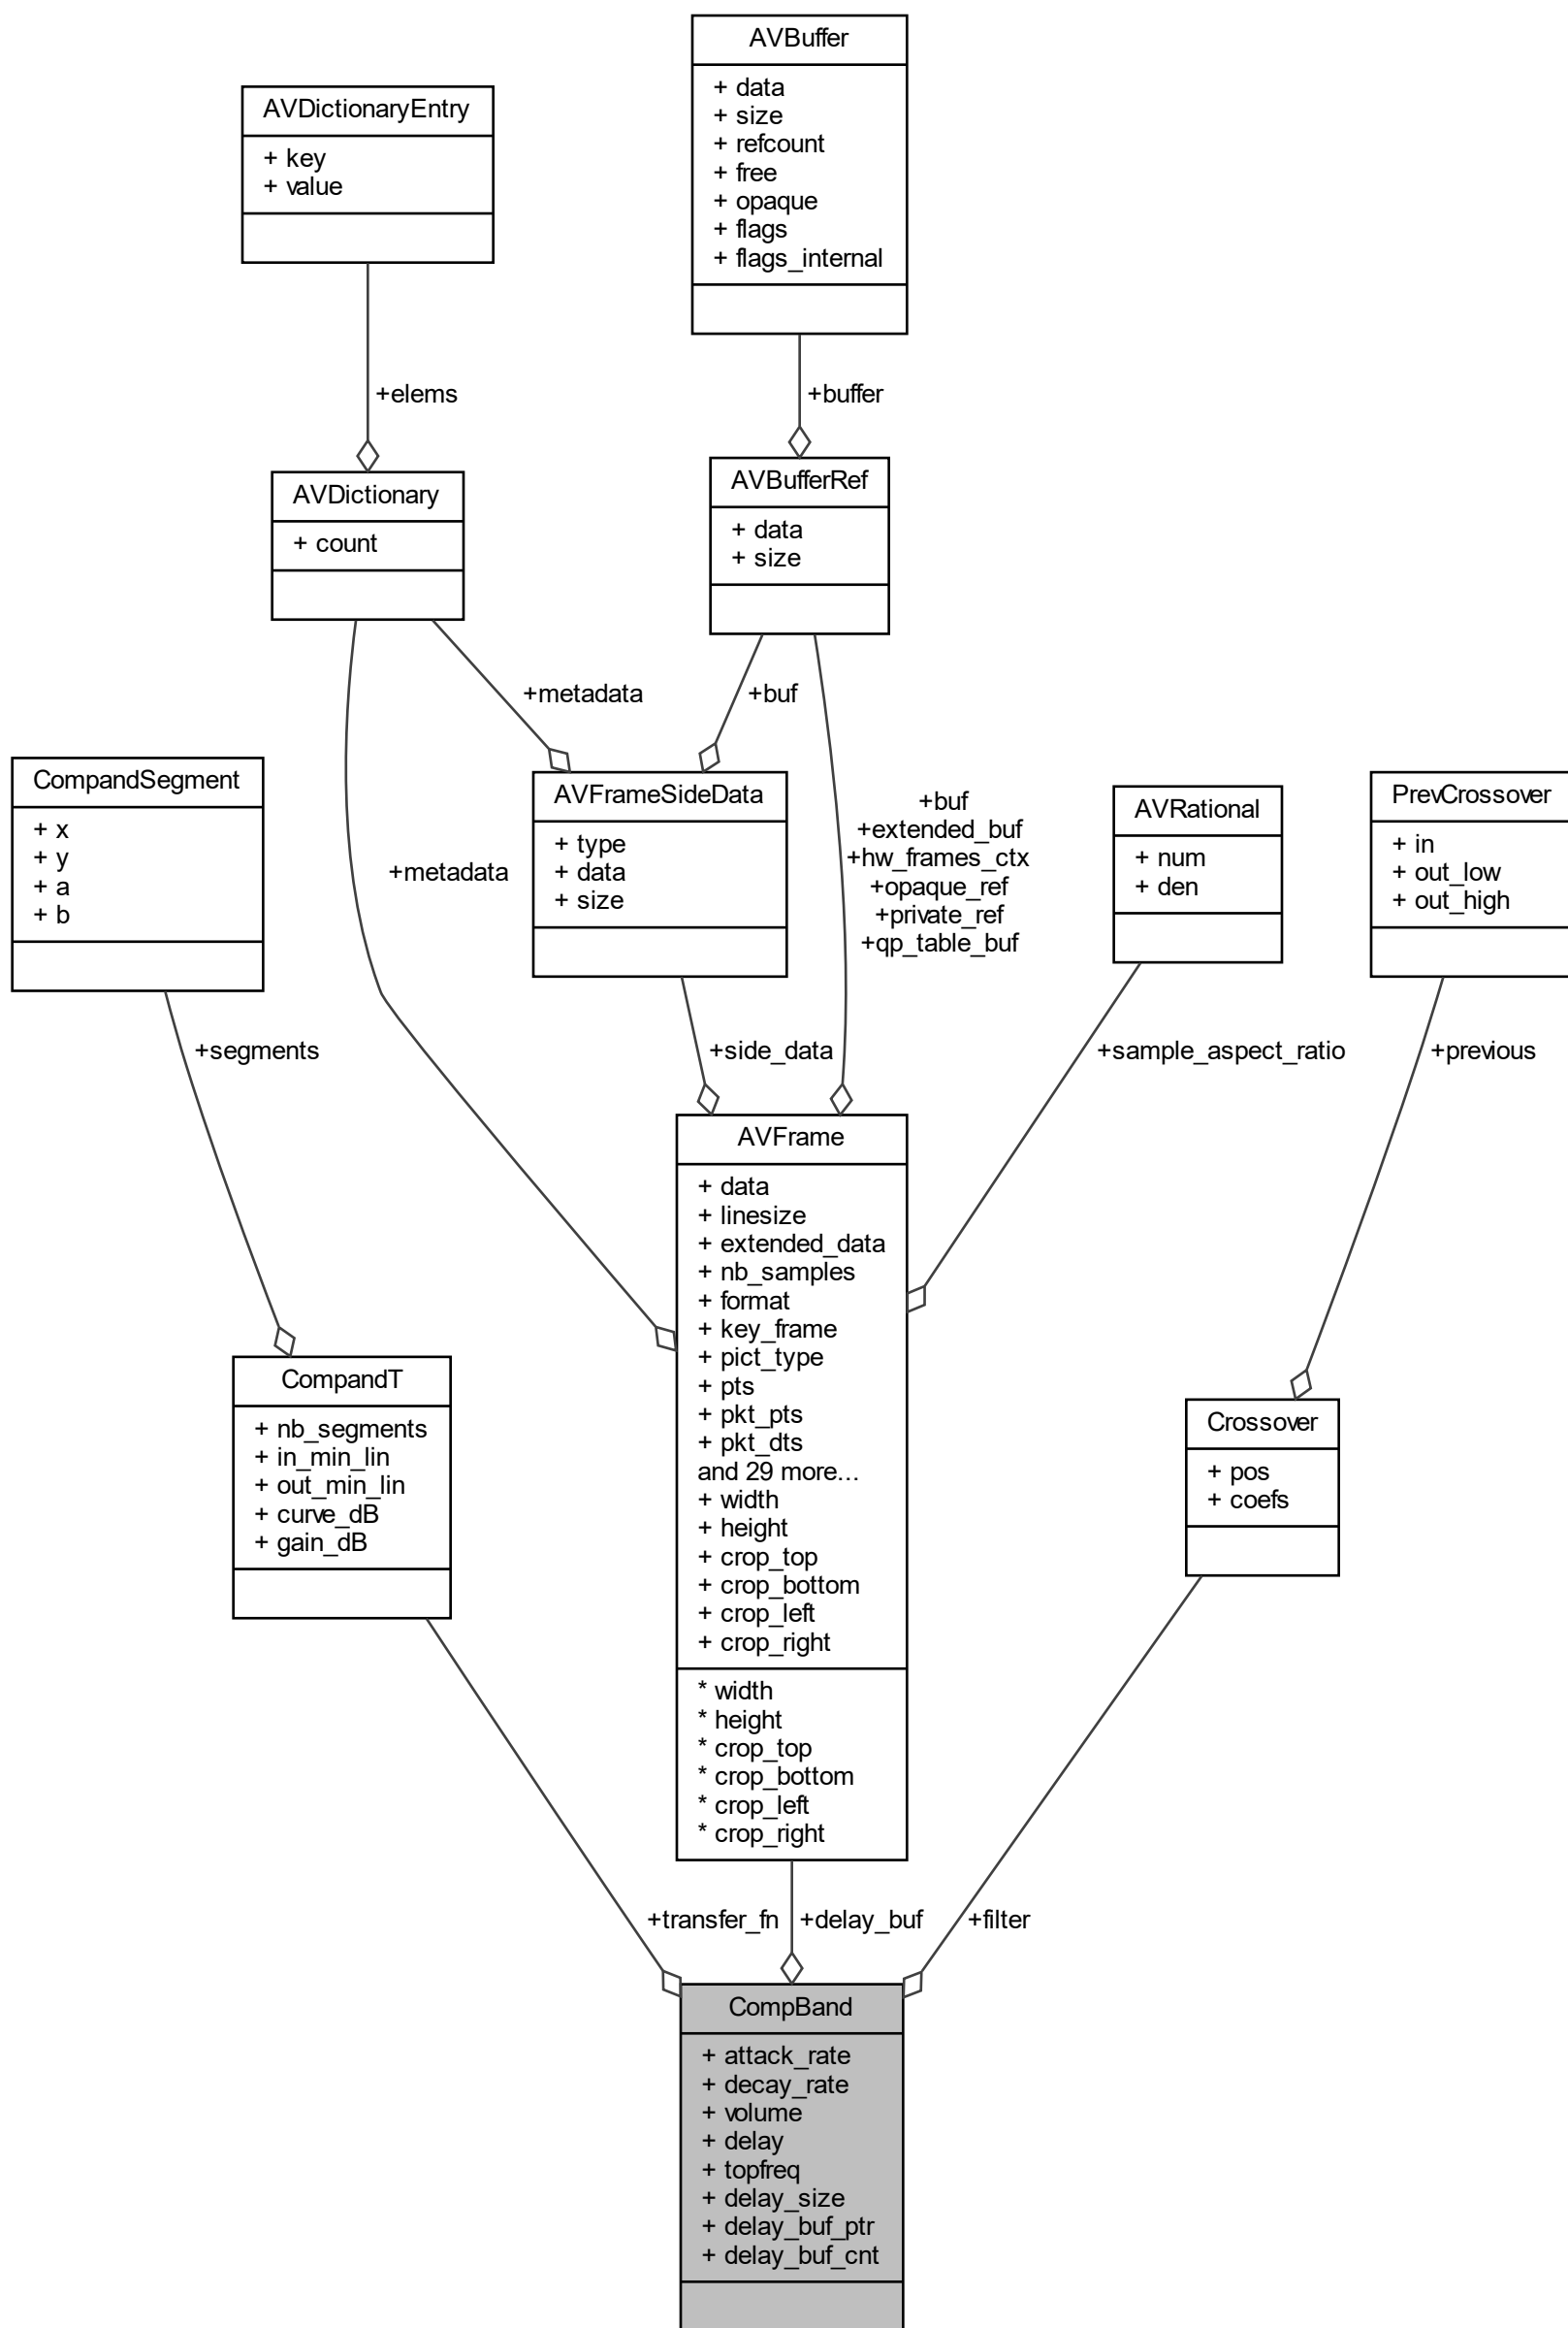 AVBuffer
+ data
+ size
+ refcount
+ free
+ opaque
+ flags
+ flags_internal
AVDictionaryEntry
+ key
+ value
+elems
+buffer
AVDictionary
+ count
AVBufferRef
+ data
+ size
+metadata
+buf
CompandSegment
+ x
+ y
+ a
+ b
+metadata
AVFrameSideData
+ type
+ data
+ size
+buf
+extended_buf
+hw_frames_ctx
+opaque_ref
+private_ref
+qp_table_buf
AVRational
+ num
+ den
PrevCrossover
+ in
+ out_low
+ out_high
+segments
+side_data
+sample_aspect_ratio
+previous
AVFrame
+ data
+ linesize
+ extended_data
+ nb_samples
+ format
+ key_frame
+ pict_type
+ pts
+ pkt_pts
+ pkt_dts
and 29 more...
+ width
+ height
+ crop_top
+ crop_bottom
+ crop_left
+ crop_right
* width
* height
* crop_top
* crop_bottom
* crop_left
* crop_right
CompandT
+ nb_segments
+ in_min_lin
+ out_min_lin
+ curve_dB
+ gain_dB
Crossover
+ pos
+ coefs
+transfer_fn
+delay_buf
+filter
CompBand
+ attack_rate
+ decay_rate
+ volume
+ delay
+ topfreq
+ delay_size
+ delay_buf_ptr
+ delay_buf_cnt